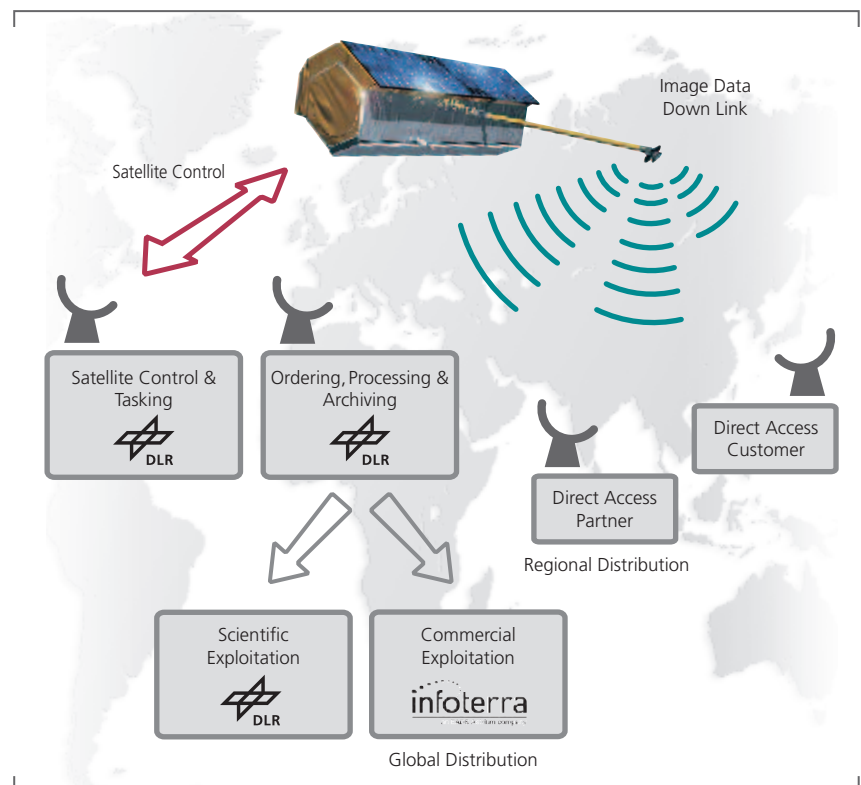 Image Data
Down Link
Satellite Control
Satellite Control &
Tasking
DLR
Ordering, Processing &
Archiving
DLR
Direct Access
Customer
Direct Access
Partner
Regional Distribution
Scientific
Exploitation
DLR
Commercial
Exploitation
infoterra
Global Distribution